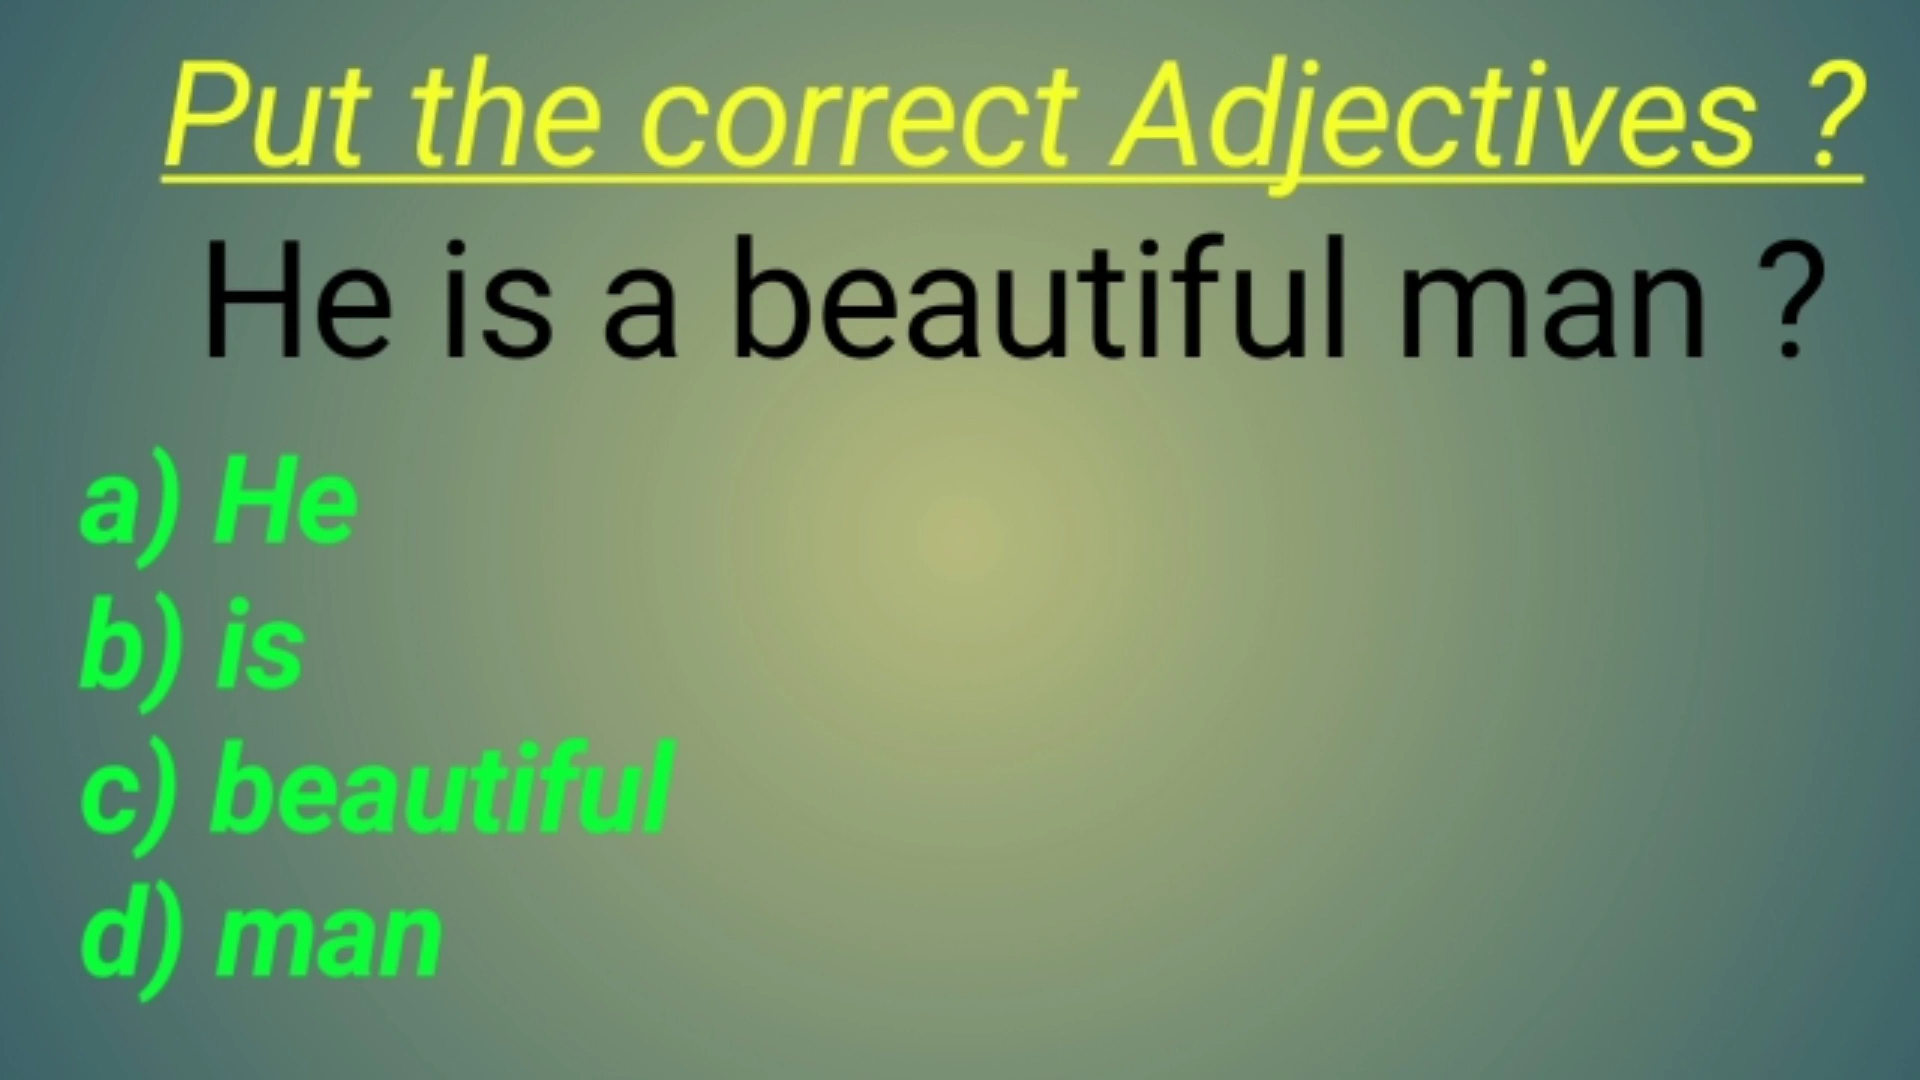 Put the correct Adjectives ?
He is a beautiful man ?
a) He
b) is
c) beautiful
d) man